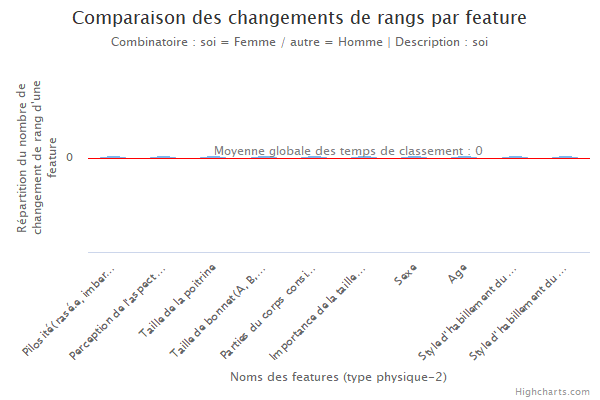 Comparaison des changements de rangs par feature
Combinatoire : soi = Femme / autre = Homme | Description : soi
Répartition du nombre de
changement de rang d'une
feature
0
Moyenne globale des temps de classement : 0
Pilosité(rasée, imber…
Perception de l'aspect…
Taille de la poitrine
Taille de bonnet(A, B,…
Parties du corps consi…
Importance de la taille…
Sexe
Age
Style d'habillement du …
Style d'habillement du …
Noms des features (type physique-2)
Highcharts.com